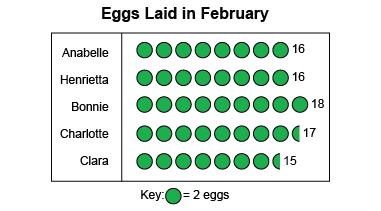 Eggs Laid in February
Anabelle 16
Henrietta 16
Bonnie 18
Charlotte 17
Clara 15
Key: = 2 eggs